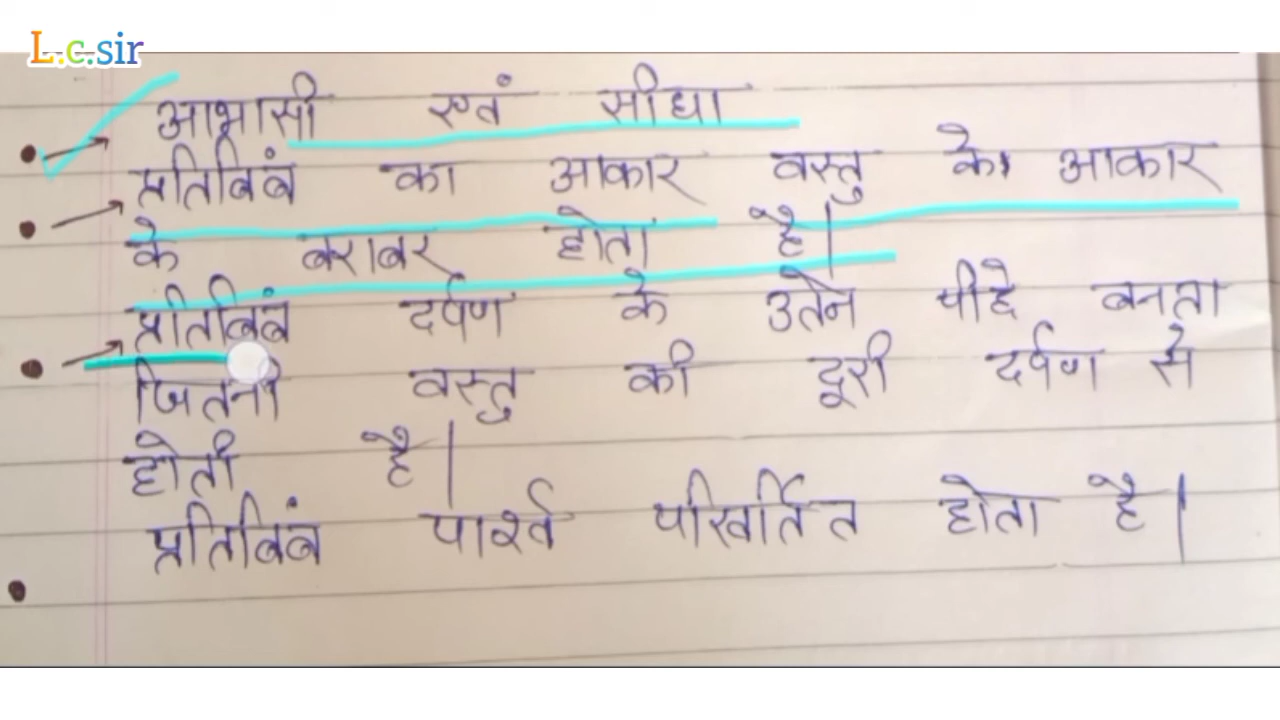 L.c.sir
आभासी एवं सीधा
प्रतिबिंब का आकार वस्तु के आकार
के बराबर होता है।
प्रतिबिंब दर्पण के उतेन पीछे बनता
जितनी वस्तु की दूरी दर्पण से
होती है।
प्रतिबिंब पार्श्व परिवर्तित होता है।